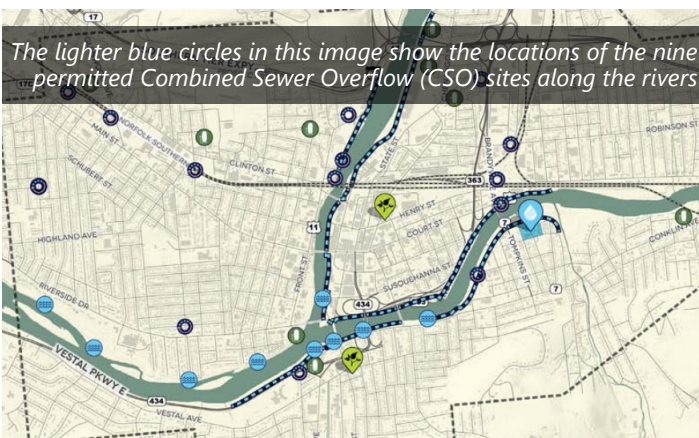 17
The lighter blue circles in this image show the locations of the nine
permitted Combined Sewer Overflow (CSO) sites along the rivers
MAIN ST
NORFOLK SOUTHERN
SCHUBERT ST
CLINTON ST
STATE ST
ROBINSON ST
363
HENRY ST
COURT ST
HIGHLAND AVE
11
7
TOMPKINS ST
CONKLIN AVE
FRONT ST
SUSQUEHANNA ST
7
RIVERSIDE DR
434
VESTAL PKWY E
434
VESTAL AVE